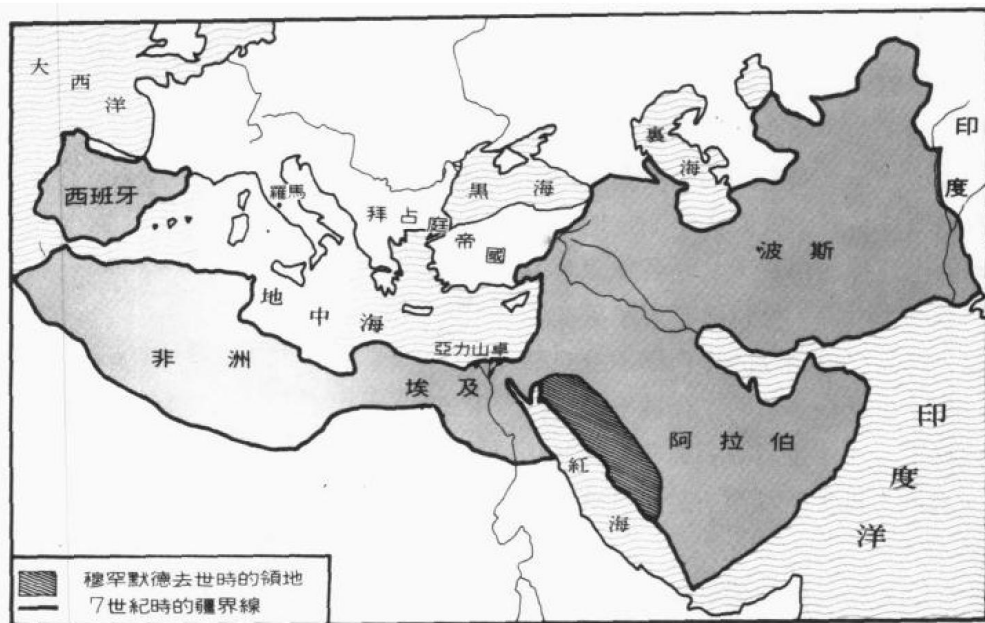 大西洋
西班牙
羅馬
黑海
裏海
印度
拜占庭帝國
波斯
地中海
非洲
亞力山卓
埃及
阿拉伯
紅海
印度洋
穆罕默德去世時的領地
7世紀時的疆界線